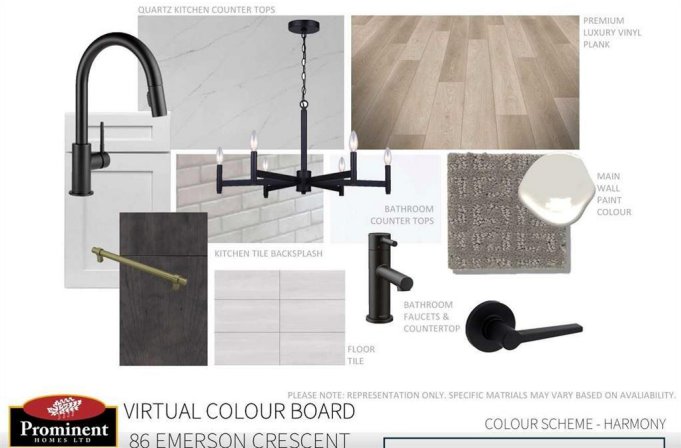 QUARTZ KITCHEN COUNTER TOPS
PREMIUM
LUXURY VINYL
PLANK
MAIN
WALL
PAINT
COLOUR
BATHROOM
COUNTER TOPS
KITCHEN TILE BACKSPLASH
BATHROOM
FAUCETS &
COUNTERTOP
FLOOR
TILE
PLEASE NOTE: REPRESENTATION ONLY. SPECIFIC MATRIALS MAY VARY BASED ON AVALIABILITY.
Prominent
HOMES LTD
VIRTUAL COLOUR BOARD
86 EMERSON CRESCENT
COLOUR SCHEME - HARMONY